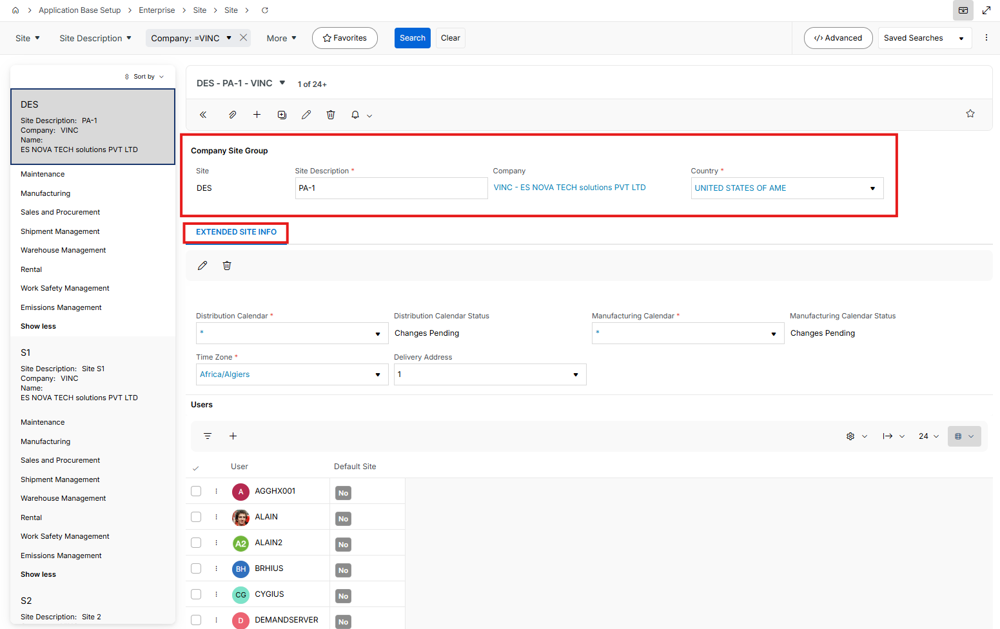 Application Base Setup > Enterprise > Site > Site >
Site Site Description Company: =VINC More Favorites Search Clear Advanced Saved Searches
Sort by
DES
Site Description: PA-1
Company: VINC
Name:
ES NOVA TECH solutions PVT LTD
Maintenance
Manufacturing
Sales and Procurement
Shipment Management
Warehouse Management
Rental
Work Safety Management
Emissions Management
Show less
S1
Site Description: Site S1
Company: VINC
Name:
ES NOVA TECH solutions PVT LTD
Maintenance
Manufacturing
Sales and Procurement
Shipment Management
Warehouse Management
Rental
Work Safety Management
Emissions Management
Show less
S2
Site Description: Site 2
DES - PA-1 - VINC 1 of 24+
Company Site Group
Site Site Description * Company Country *
DES PA-1 VINC - ES NOVA TECH solutions PVT LTD UNITED STATES OF AME
EXTENDED SITE INFO
Distribution Calendar * Distribution Calendar Status Manufacturing Calendar * Manufacturing Calendar Status
* Changes Pending * Changes Pending
Time Zone * Delivery Address
Africa/Algiers 1
Users
24
User Default Site
A AGGHX001 No
ALAIN No
A2 ALAIN2 No
BH BRHIUS No
CG CYGIUS No
D DEMANDSERVER No